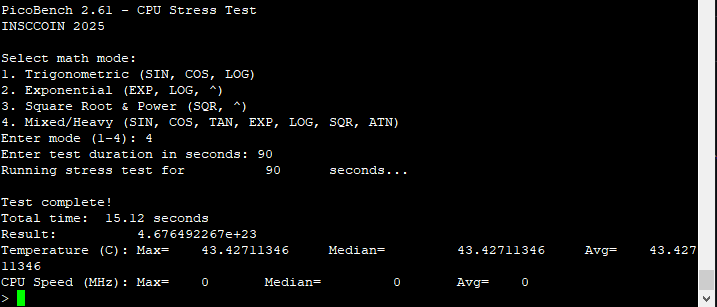 PicoBench 2.61 - CPU Stress Test
INSCCOIN 2025
Select math mode:
1. Trigonometric (SIN, COS, LOG)
2. Exponential (EXP, LOG, ^)
3. Square Root & Power (SQR, ^)
4. Mixed/Heavy (SIN, COS, TAN, EXP, LOG, SQR, ATN)
Enter mode (1-4): 4
Enter test duration in seconds: 90
Running stress test for 90 seconds...
Test complete!
Total time: 15.12 seconds
Result: 4.676492267e+23
Temperature (C): Max= 43.42711346 Median= 43.42711346 Avg= 43.427
11346
CPU Speed (MHz): Max= 0 Median= 0 Avg= 0
>